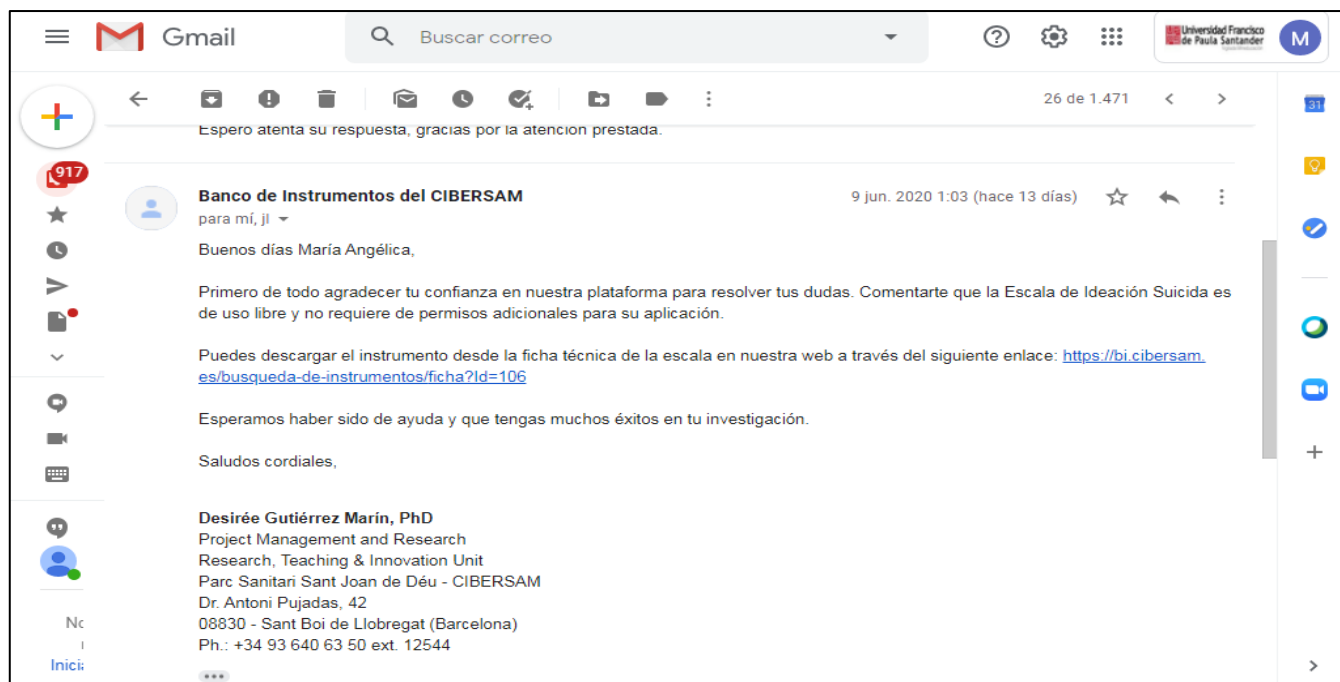 Gmail
Buscar correo
Universidad Francisco
de Paula Santander
M
26 de 1.471
31
Espero atenta su respuesta, gracias por la atención prestada.
917
Banco de Instrumentos del CIBERSAM
9 jun. 2020 1:03 (hace 13 días)
para mí, jl
Buenos días María Angélica,
Primero de todo agradecer tu confianza en nuestra plataforma para resolver tus dudas. Comentarte que la Escala de Ideación Suicida es
de uso libre y no requiere de permisos adicionales para su aplicación.
Puedes descargar el instrumento desde la ficha técnica de la escala en nuestra web a través del siguiente enlace: https://bi.cibersam.
es/busqueda-de-instrumentos/ficha?Id=106
Esperamos haber sido de ayuda y que tengas muchos éxitos en tu investigación.
Saludos cordiales,
Desirée Gutiérrez Marín, PhD
Project Management and Research
Research, Teaching & Innovation Unit
Parc Sanitari Sant Joan de Déu - CIBERSAM
Dr. Antoni Pujadas, 42
08830 - Sant Boi de Llobregat (Barcelona)
Ph.: +34 93 640 63 50 ext. 12544